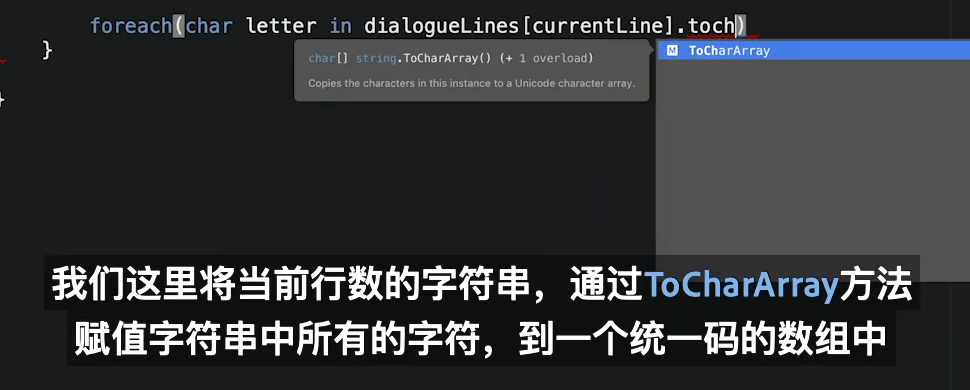 foreach(char letter in dialogueLines[currentLine].toch)
}
char[] string.ToCharArray() (+ 1 overload)
Copies the characters in this instance to a Unicode character array.
M ToCharArray
我们这里将当前行数的字符串，通过ToCharArray方法
赋值字符串中所有的字符，到一个统一码的数组中